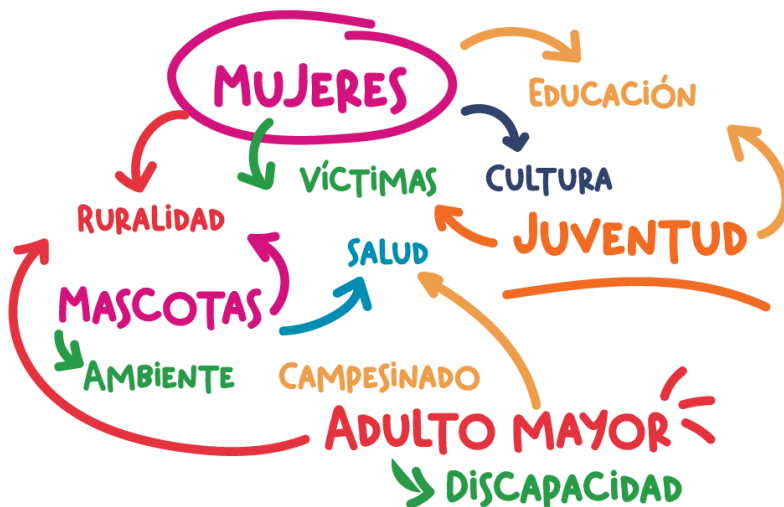 MUJERES
EDUCACIÓN
VÍCTIMAS
CULTURA
RURALIDAD
JUVENTUD
SALUD
MASCOTAS
AMBIENTE
CAMPESINADO
ADULTO MAYOR
DISCAPACIDAD